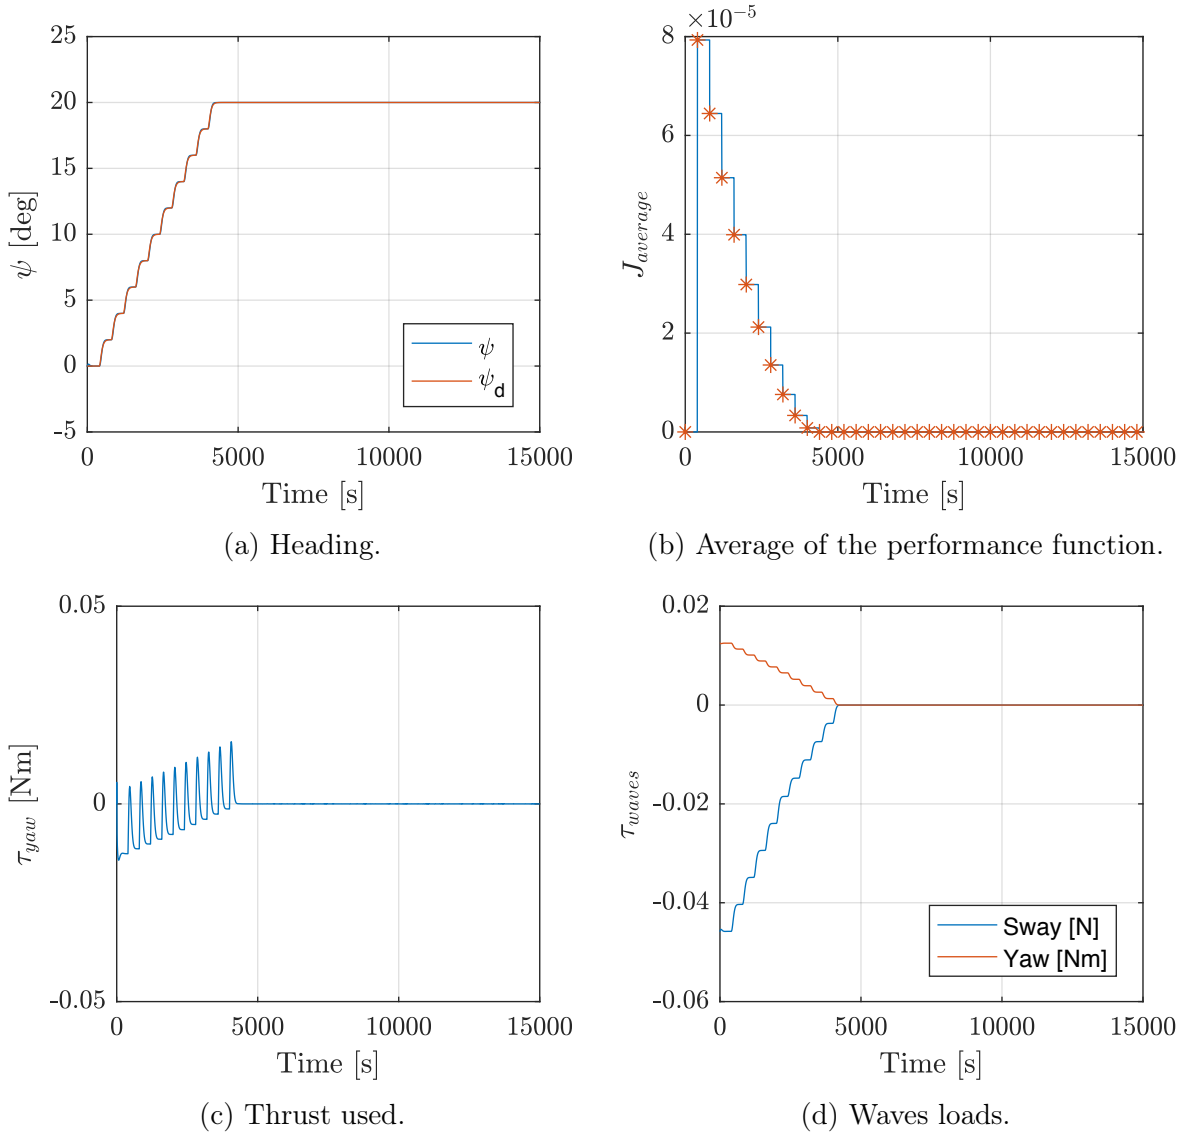 25
20
15
10
5
0
-5
ψ [deg]
ψ
ψ_d
0 5000 10000 15000
Time [s]
(a) Heading.
×10^-5
8
6
4
2
0
J_average
0 5000 10000 15000
Time [s]
(b) Average of the performance function.
0.05
0
-0.05
τ_yaw [Nm]
0 5000 10000 15000
Time [s]
(c) Thrust used.
0.02
0
-0.02
-0.04
-0.06
τ_waves
Sway [N]
Yaw [Nm]
0 5000 10000 15000
Time [s]
(d) Waves loads.